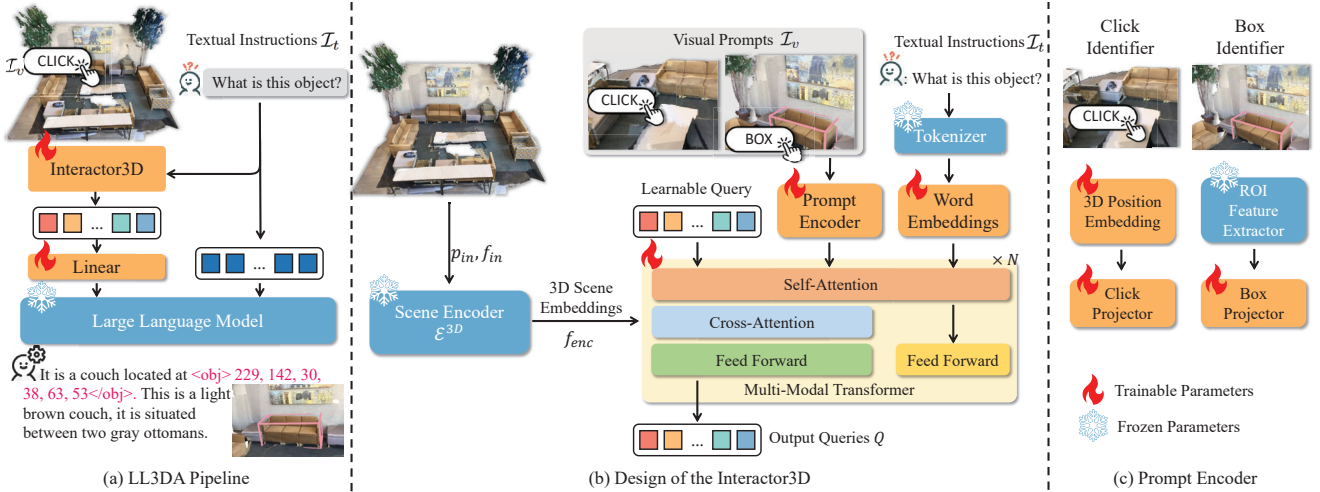 Textual Instructions ℐ_t
ℐ_v
CLICK
What is this object?
Interactor3D
...
Linear
...
Large Language Model
It is a couch located at <obj> 229, 142, 30,
38, 63, 53</obj>. This is a light
brown couch, it is situated
between two gray ottomans.
(a) LL3DA Pipeline
Visual Prompts ℐ_v
CLICK
BOX
Textual Instructions ℐ_t
: What is this object?
Tokenizer
Learnable Query
...
Prompt
Encoder
Word
Embeddings
p_in, f_in
× N
Self-Attention
Scene Encoder
ℰ^3D
3D Scene
Embeddings
f_enc
Cross-Attention
Feed Forward
Feed Forward
Multi-Modal Transformer
...
Output Queries Q
(b) Design of the Interactor3D
Click
Identifier
Box
Identifier
CLICK
3D Position
Embedding
ROI
Feature
Extractor
Click
Projector
Box
Projector
Trainable Parameters
Frozen Parameters
(c) Prompt Encoder